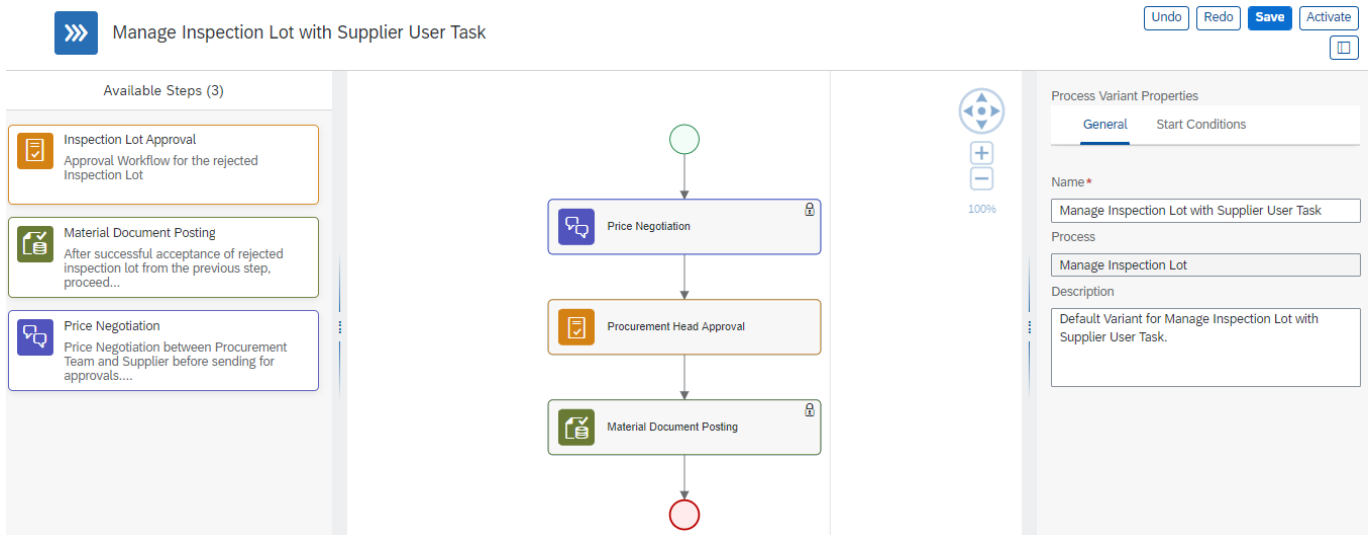 Manage Inspection Lot with Supplier User Task
Undo
Redo
Save
Activate
Available Steps (3)
Inspection Lot Approval
Approval Workflow for the rejected
Inspection Lot
Material Document Posting
After successful acceptance of rejected
inspection lot from the previous step,
proceed...
Price Negotiation
Price Negotiation between Procurement
Team and Supplier before sending for
approvals....
Price Negotiation
Procurement Head Approval
Material Document Posting
100%
Process Variant Properties
General
Start Conditions
Name*
Manage Inspection Lot with Supplier User Task
Process
Manage Inspection Lot
Description
Default Variant for Manage Inspection Lot with
Supplier User Task.